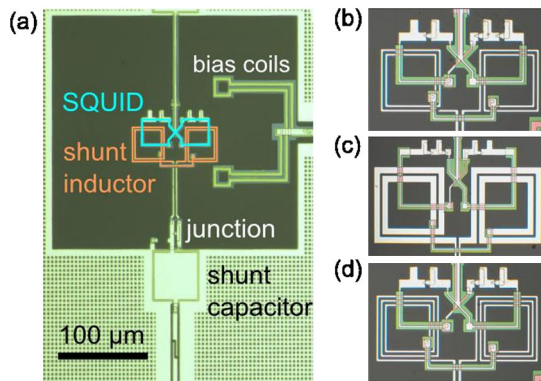 (a)
bias coils
SQUID
shunt
inductor
junction
shunt
capacitor
100 µm
(b)
(c)
(d)